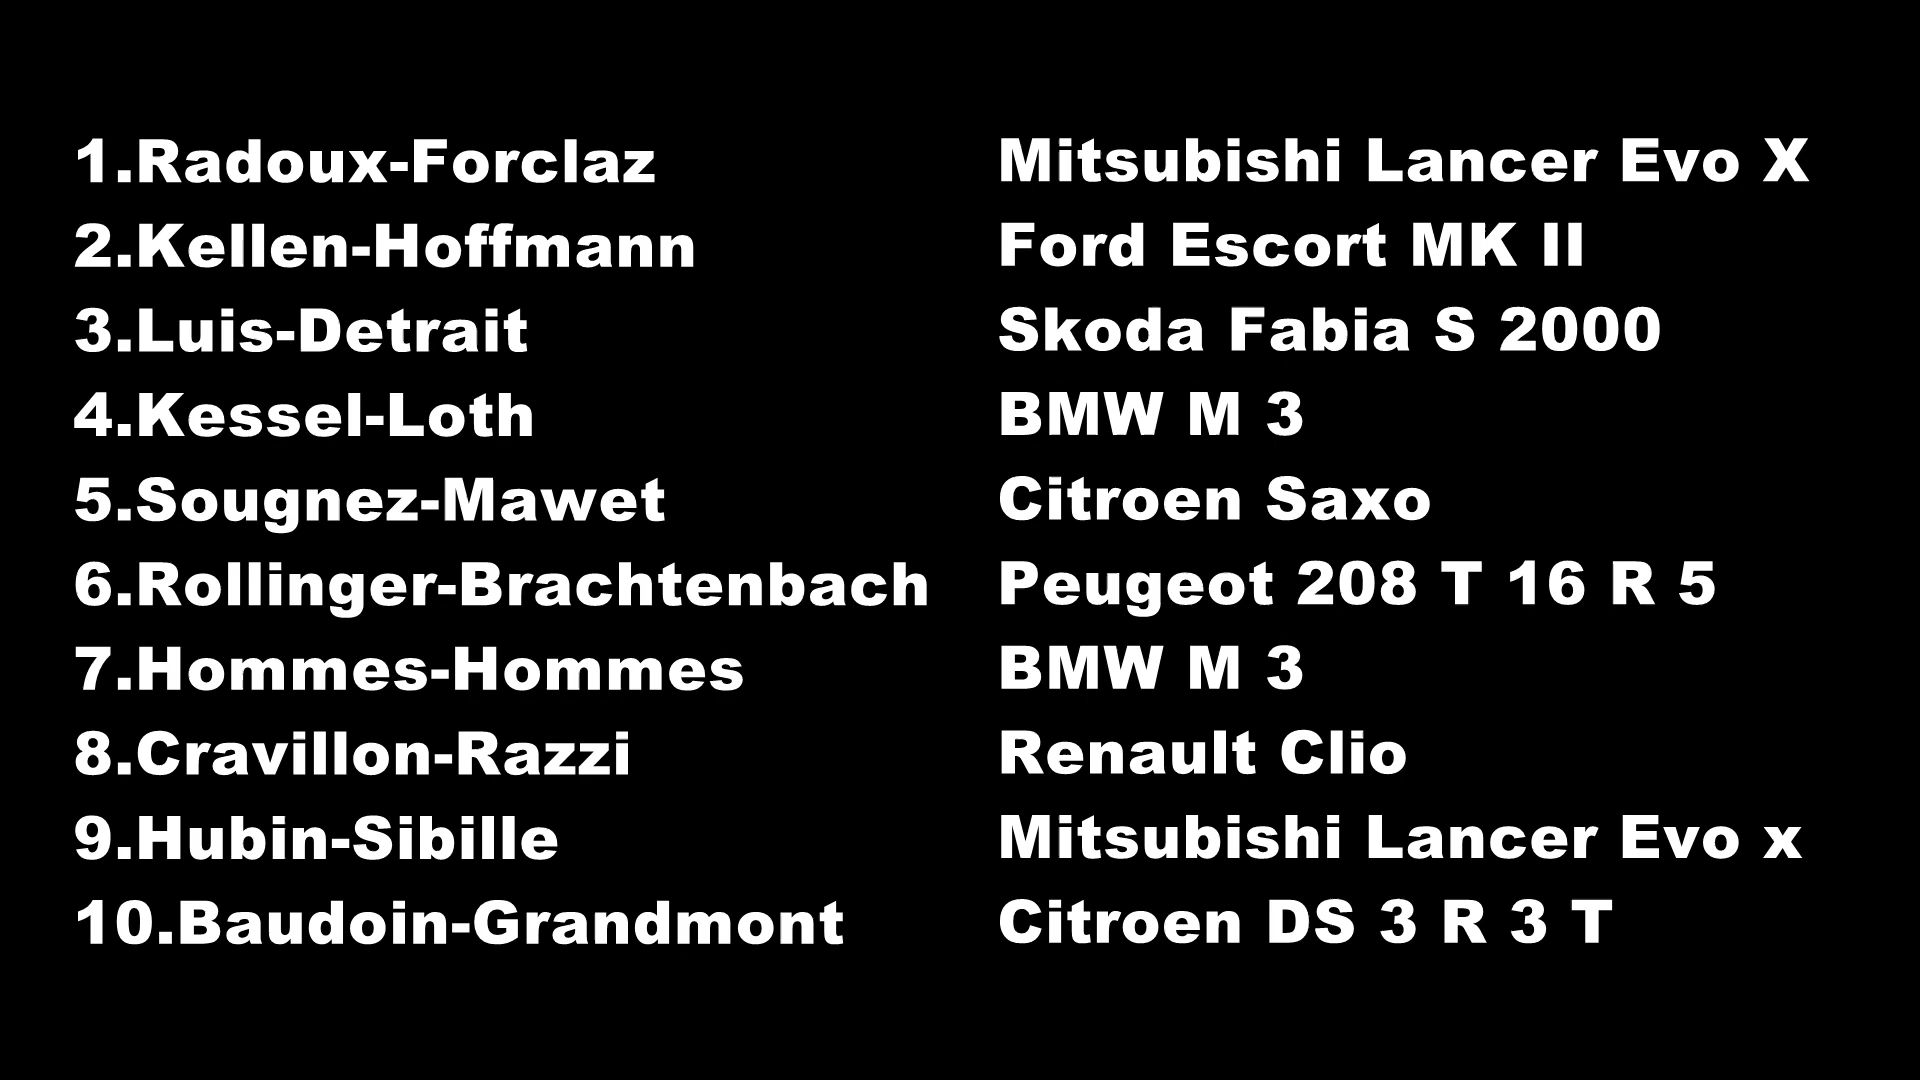 1.Radoux-Forclaz Mitsubishi Lancer Evo X
2.Kellen-Hoffmann Ford Escort MK II
3.Luis-Detrait Skoda Fabia S 2000
4.Kessel-Loth BMW M 3
5.Sougnez-Mawet Citroen Saxo
6.Rollinger-Brachtenbach Peugeot 208 T 16 R 5
7.Hommes-Hommes BMW M 3
8.Cravillon-Razzi Renault Clio
9.Hubin-Sibille Mitsubishi Lancer Evo x
10.Baudoin-Grandmont Citroen DS 3 R 3 T